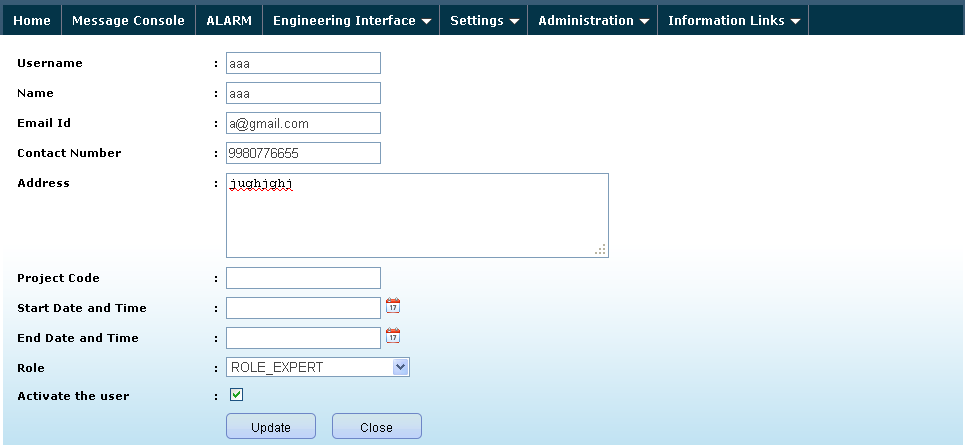 Home Message Console ALARM Engineering Interface Settings Administration Information Links
Username : aaa
Name : aaa
Email Id : a@gmail.com
Contact Number : 9980776655
Address : jughjghj
Project Code :
Start Date and Time : 17
End Date and Time : 17
Role : ROLE_EXPERT
Activate the user :
Update Close